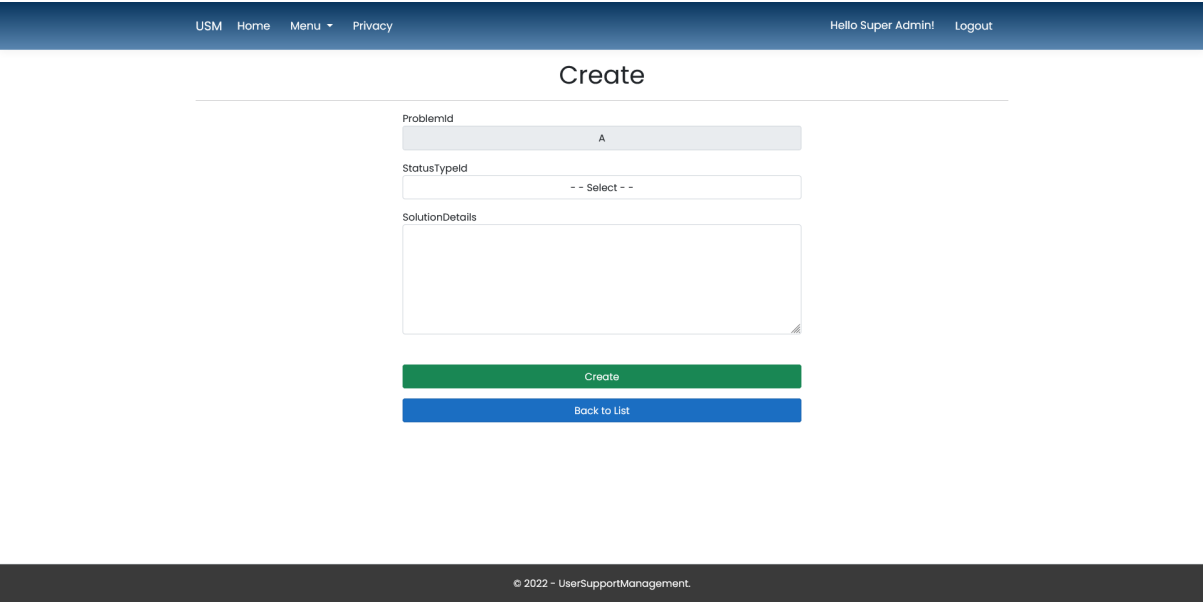 USM Home Menu Privacy Hello Super Admin! Logout
Create
ProblemId
A
StatusTypeId
- - Select - -
SolutionDetails
Create
Back to List
© 2022 - UserSupportManagement.